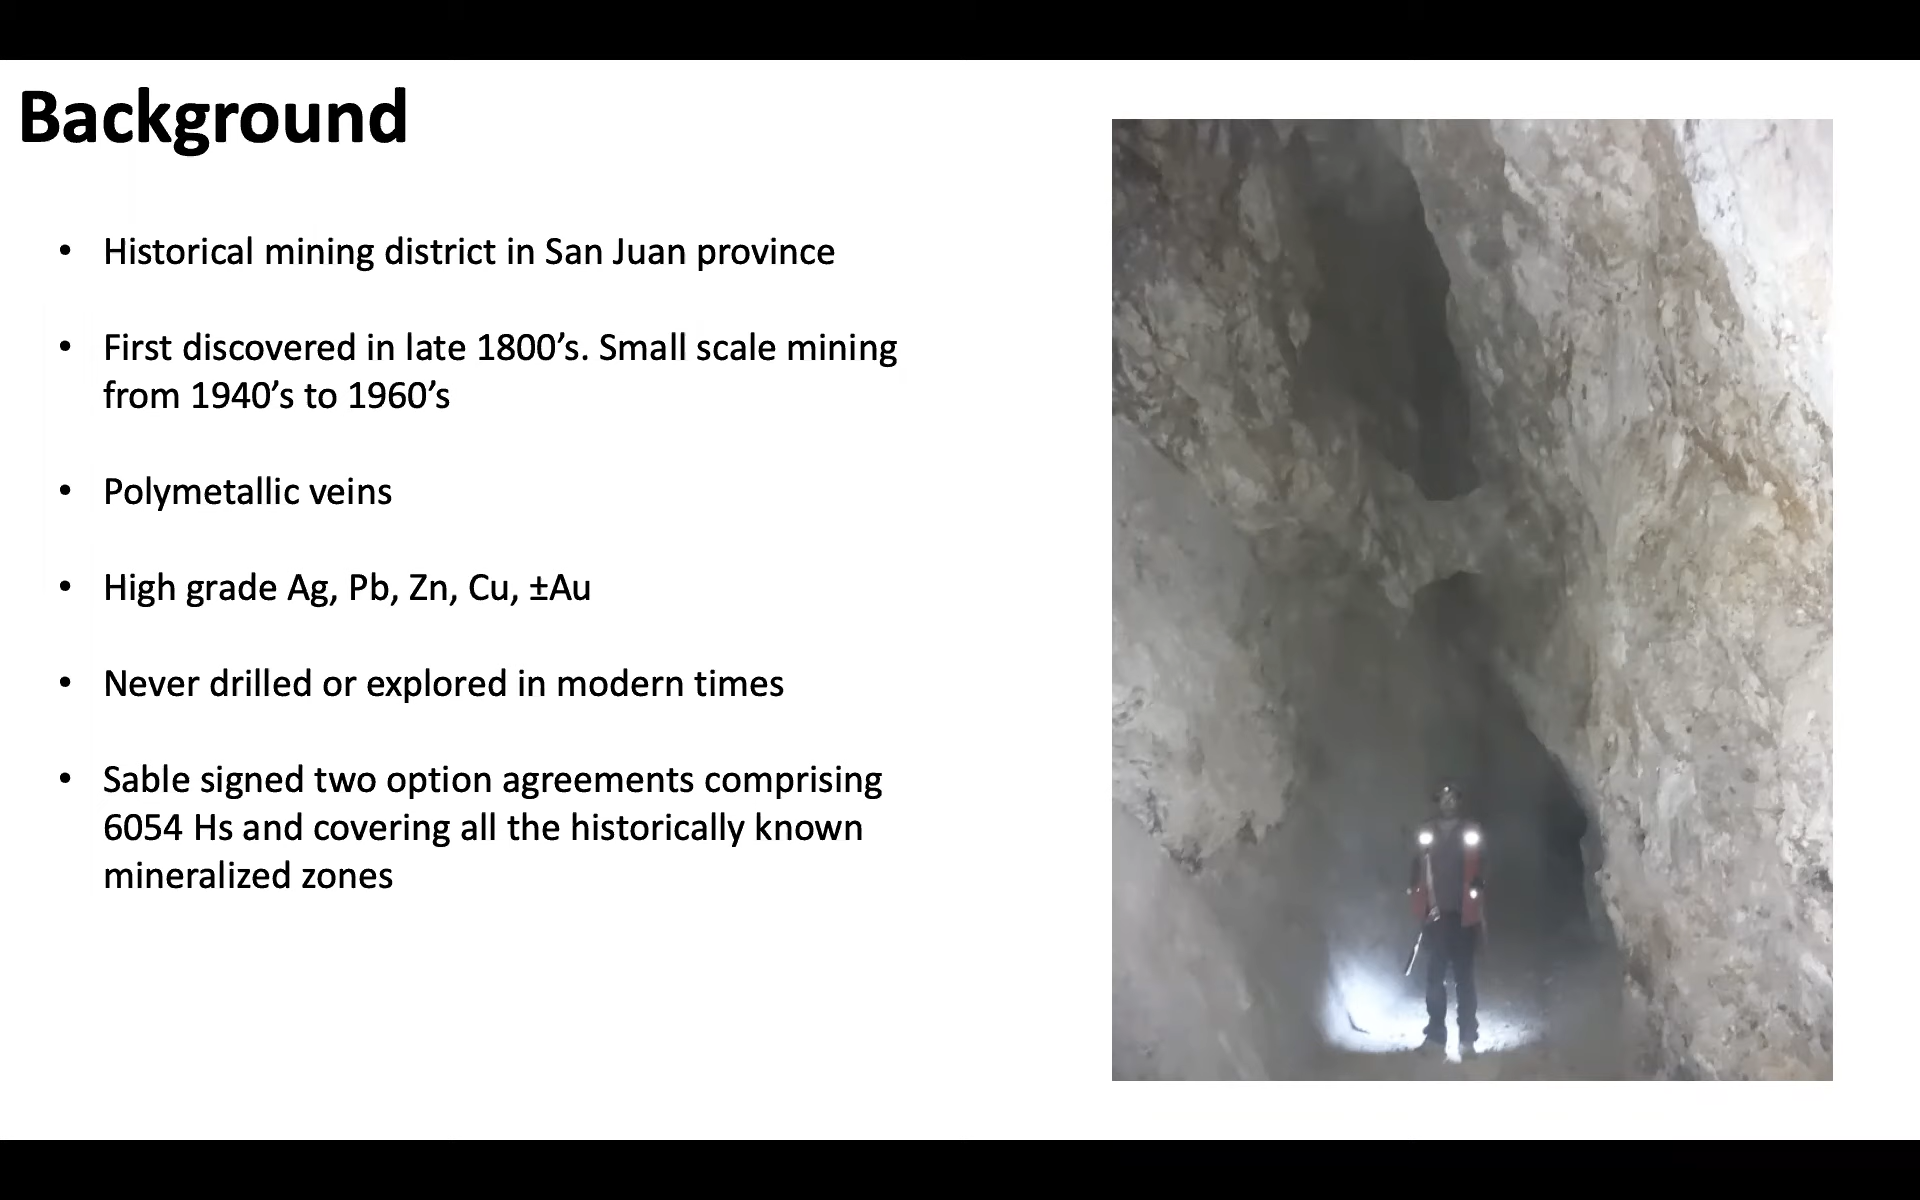 Background
• Historical mining district in San Juan province
• First discovered in late 1800’s. Small scale mining
from 1940’s to 1960’s
• Polymetallic veins
• High grade Ag, Pb, Zn, Cu, ±Au
• Never drilled or explored in modern times
• Sable signed two option agreements comprising
6054 Hs and covering all the historically known
mineralized zones